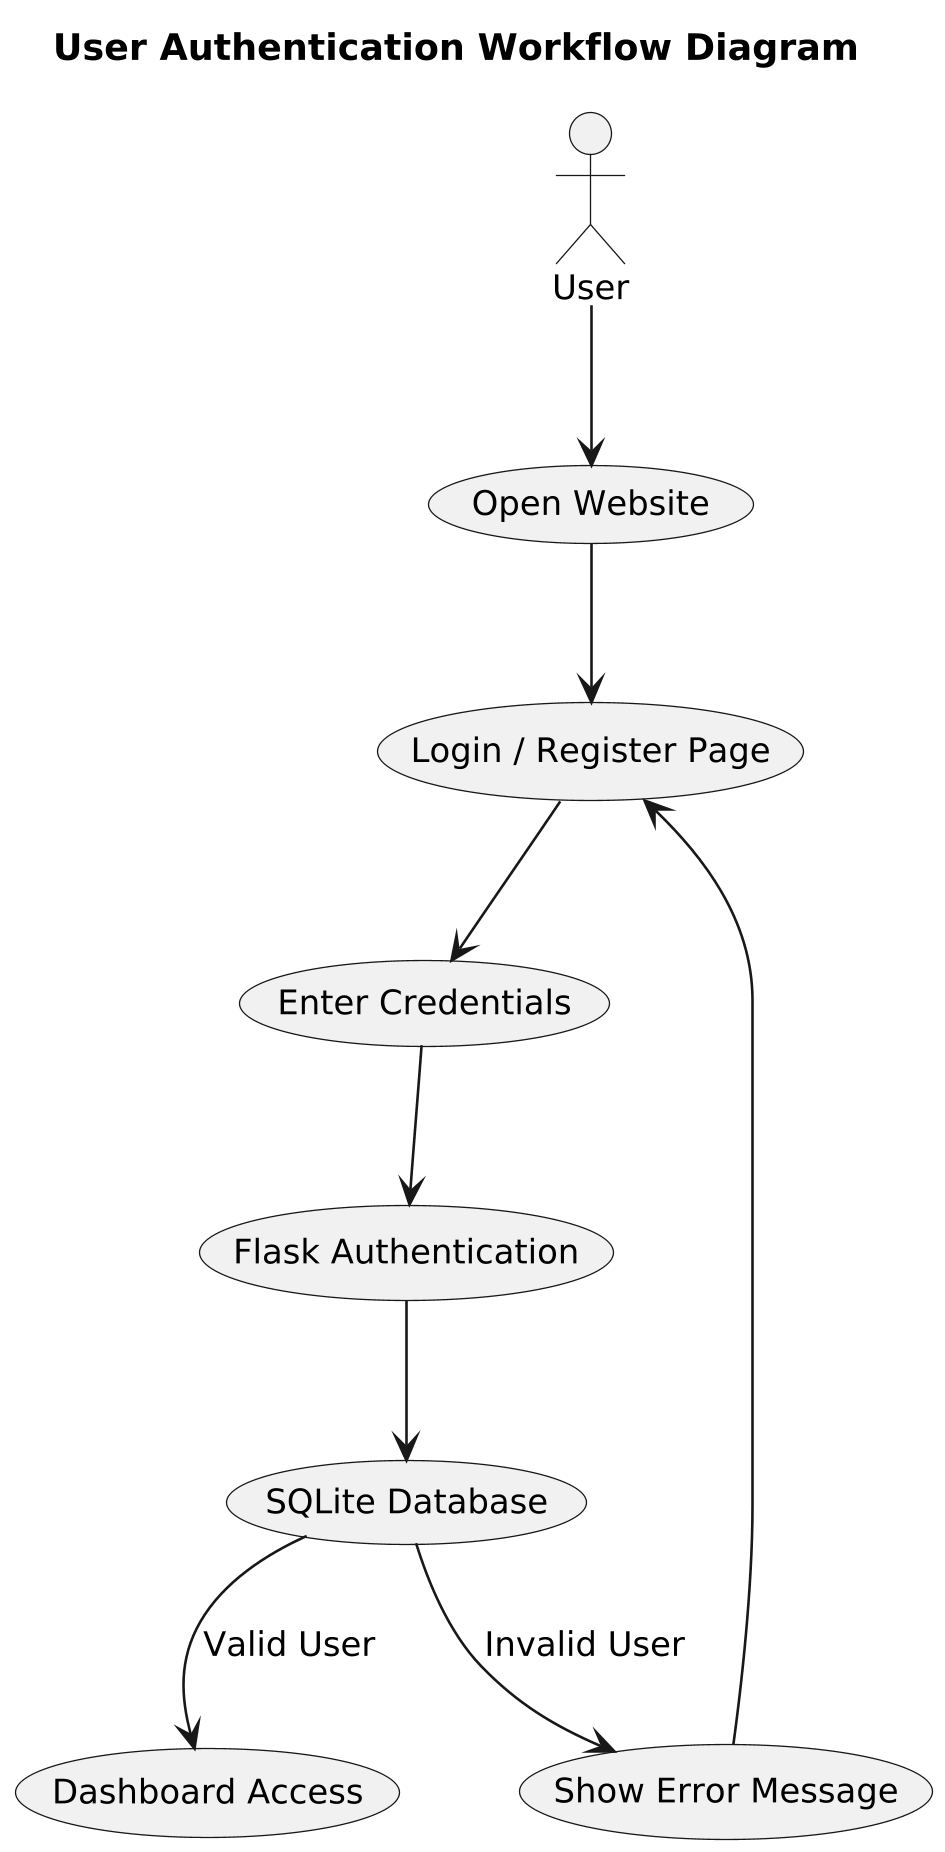 User Authentication Workflow Diagram
User
Open Website
Login / Register Page
Enter Credentials
Flask Authentication
SQLite Database
Valid User
Invalid User
Dashboard Access
Show Error Message